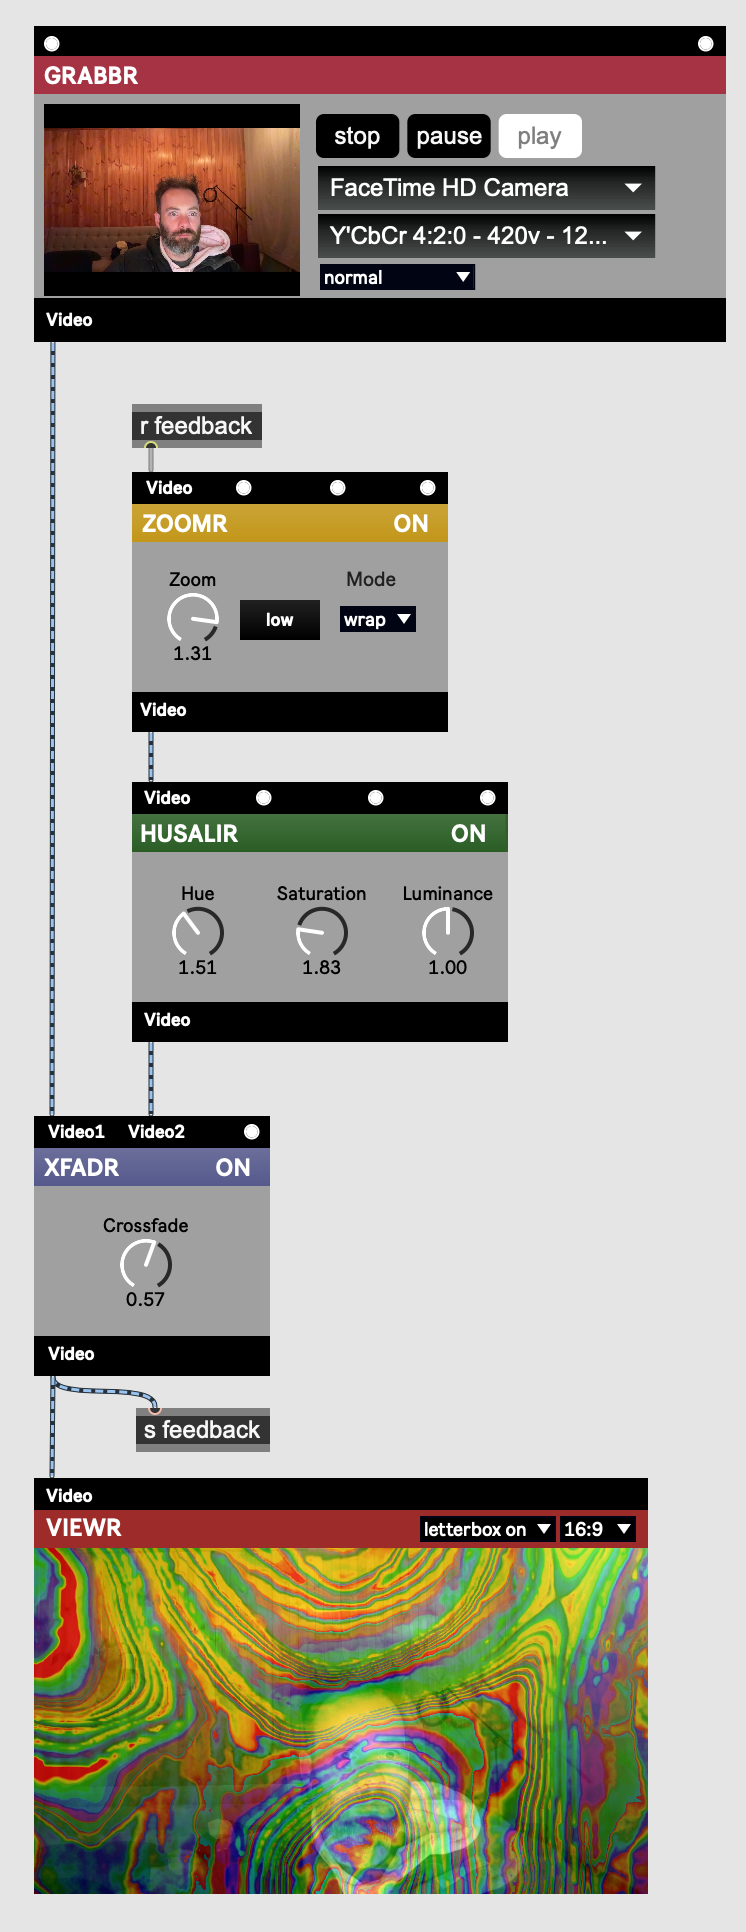 GRABBR
stop pause play
FaceTime HD Camera
Y'CbCr 4:2:0 - 420v - 12...
normal
Video
r feedback
Video
ZOOMR ON
Zoom Mode
low wrap
1.31
Video
Video
HUSALIR ON
Hue Saturation Luminance
1.51 1.83 1.00
Video
Video1 Video2
XFADR ON
Crossfade
0.57
Video
s feedback
Video
VIEWR letterbox on 16:9